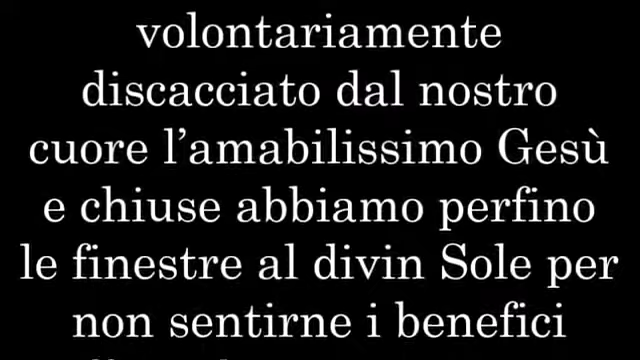 volontariamente
discacciato dal nostro
cuore l’amabilissimo Gesù
e chiuse abbiamo perfino
le finestre al divin Sole per
non sentirne i benefici